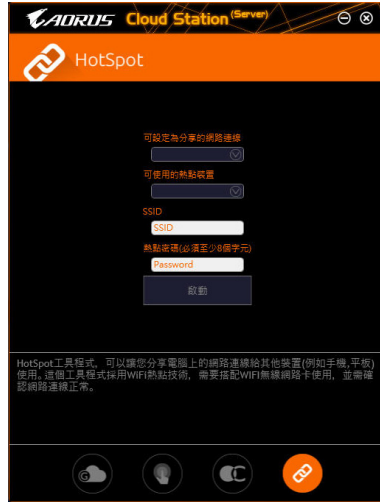 AORUS Cloud Station (Server)
HotSpot
可設定為分享的網路連線
可使用的熱點裝置
SSID
SSID
熱點密碼(必須至少8個字元)
Password
啟動
HotSpot工具程式，可以讓您分享電腦上的網路連線給其他裝置(例如手機,平板)
使用。這個工具程式採用WiFi熱點技術，需要搭配WIFI無線網路卡使用，並需確
認網路連線正常。
G